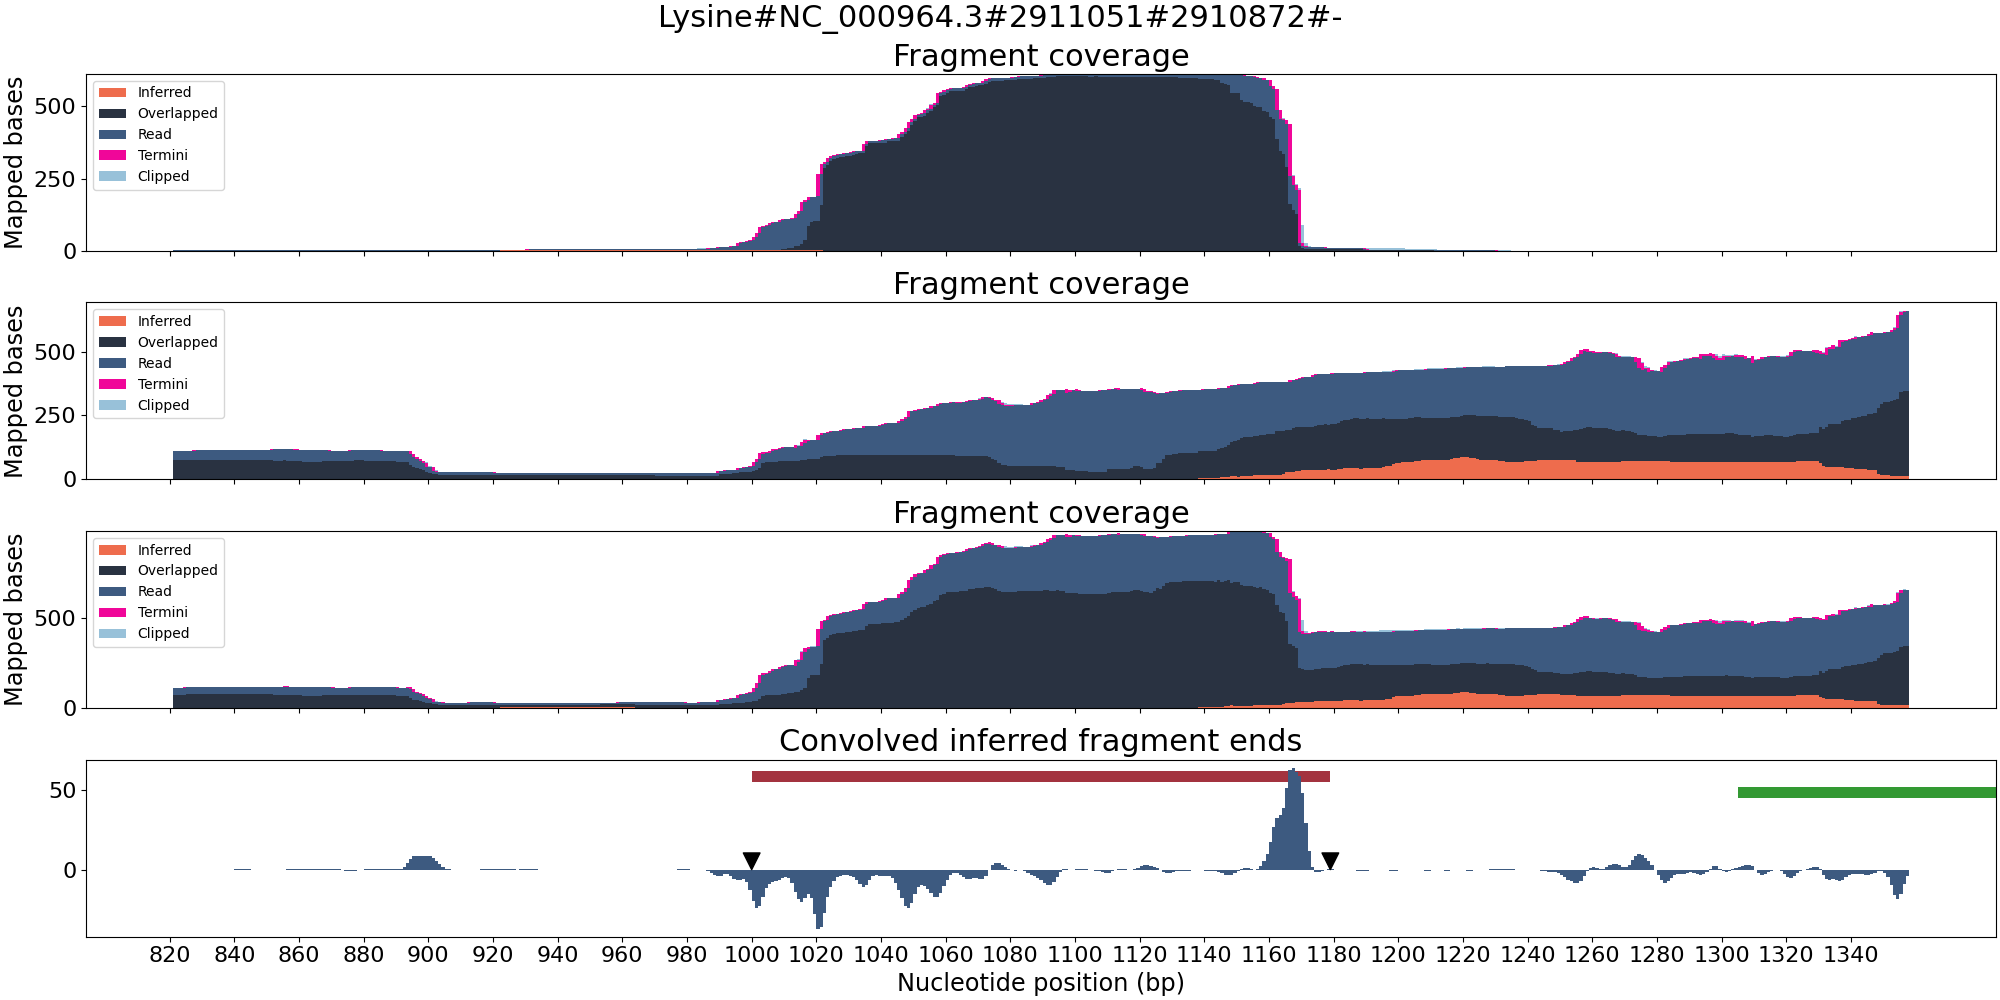 Lysine#NC_000964.3#2911051#2910872#-
Fragment coverage
Mapped bases
500
250
0
Inferred
Overlapped
Read
Termini
Clipped
Fragment coverage
Mapped bases
500
250
0
Inferred
Overlapped
Read
Termini
Clipped
Fragment coverage
Mapped bases
500
0
Inferred
Overlapped
Read
Termini
Clipped
Convolved inferred fragment ends
50
0
820 840 860 880 900 920 940 960 980 1000 1020 1040 1060 1080 1100 1120 1140 1160 1180 1200 1220 1240 1260 1280 1300 1320 1340
Nucleotide position (bp)